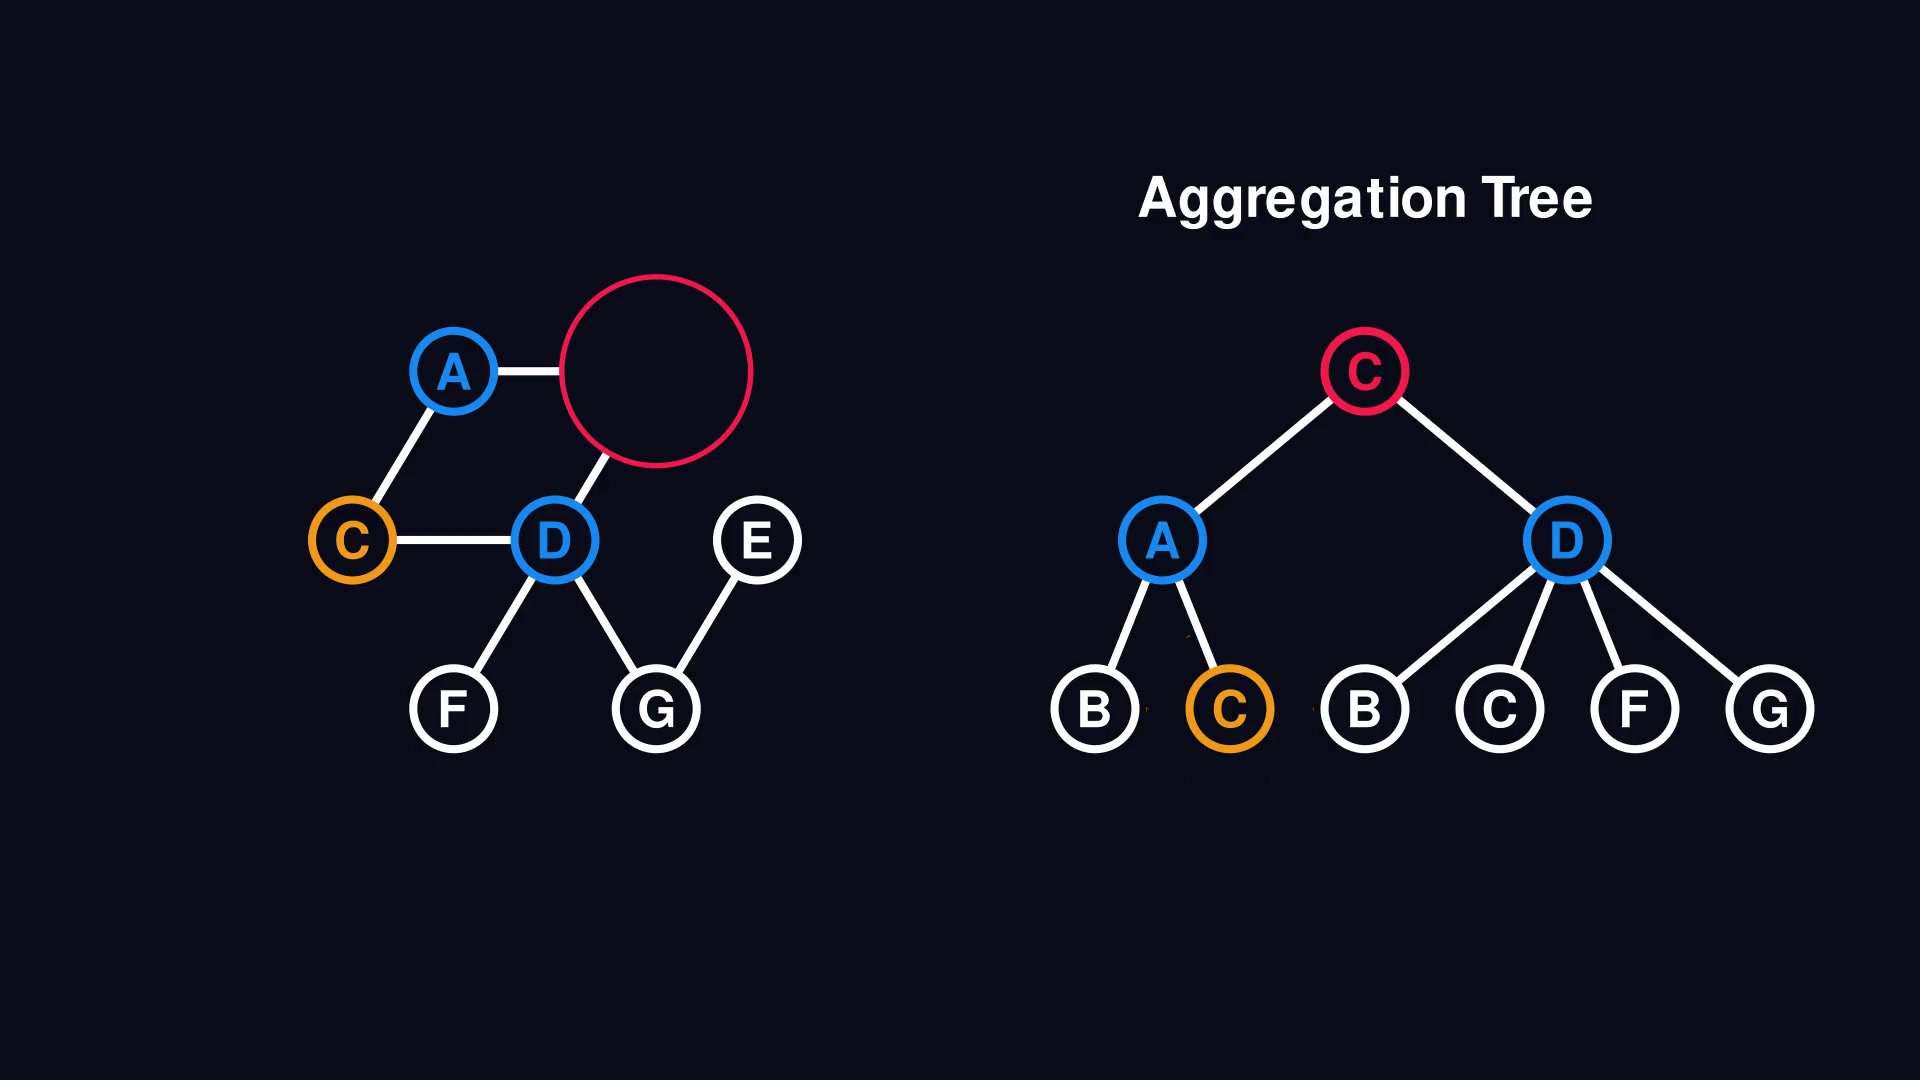 Aggregation Tree
A
C D E
F G
C
A D
B C B C F G